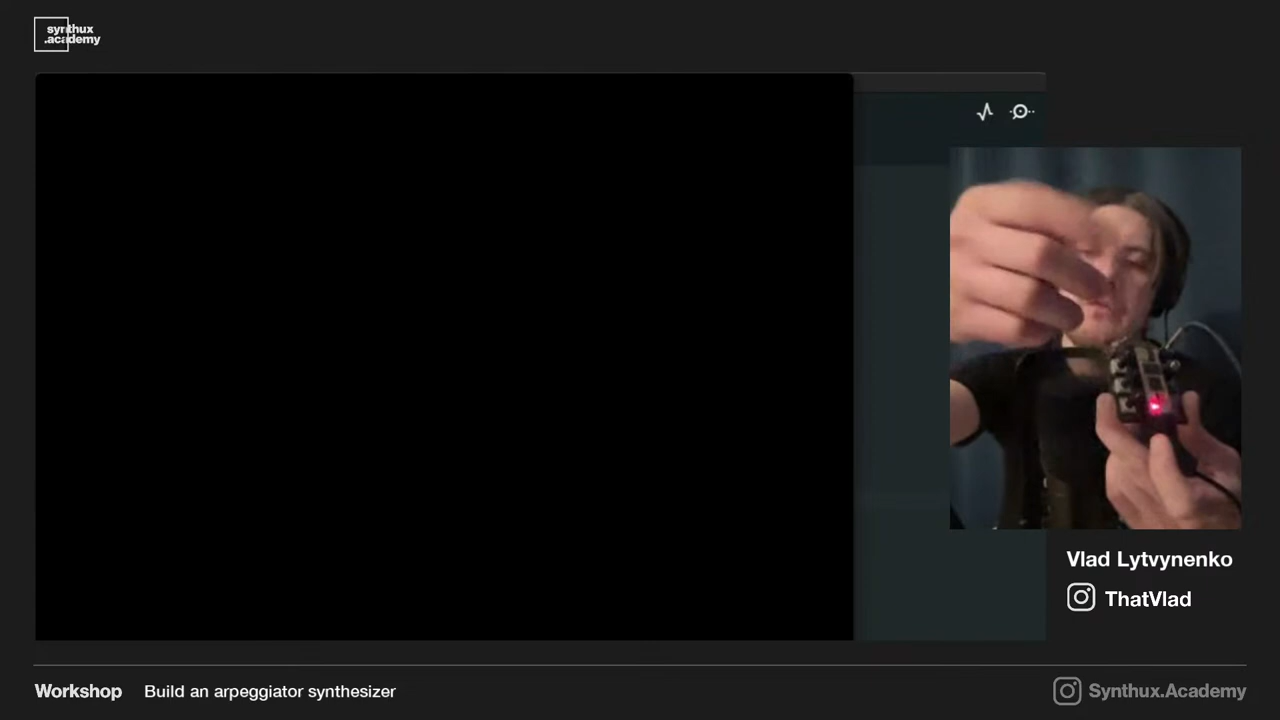 synthux
.academy
Vlad Lytvynenko
ThatVlad
Workshop Build an arpeggiator synthesizer
Synthux.Academy